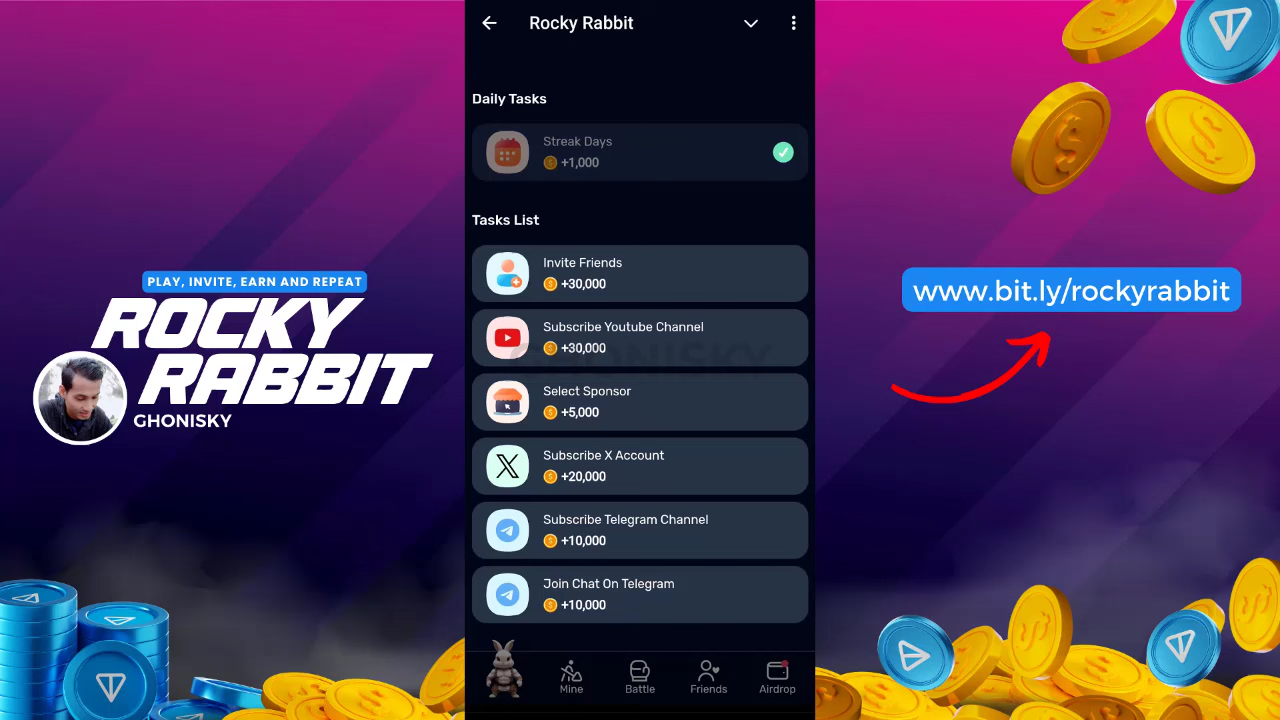 Rocky Rabbit
Daily Tasks
Streak Days
+1,000
Tasks List
Invite Friends
+30,000
Subscribe Youtube Channel
+30,000
GHONISKY
Select Sponsor
+5,000
Subscribe X Account
+20,000
Subscribe Telegram Channel
+10,000
Join Chat On Telegram
+10,000
Mine
Battle
Friends
Airdrop
PLAY, INVITE, EARN AND REPEAT
ROCKY
RABBIT
GHONISKY
www.bit.ly/rockyrabbit